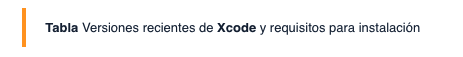 Tabla Versiones recientes de Xcode y requisitos para instalación